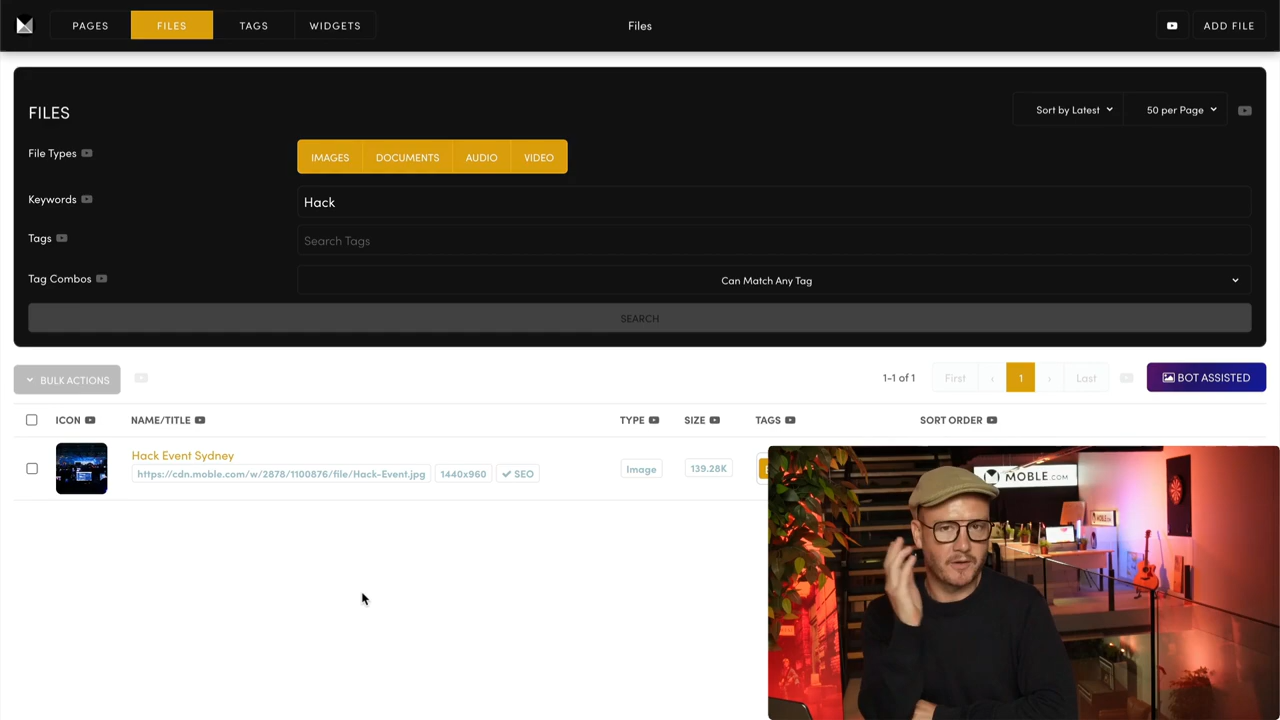 PAGES FILES TAGS WIDGETS Files ADD FILE
FILES Sort by Latest 50 per Page
File Types IMAGES DOCUMENTS AUDIO VIDEO
Keywords Hack
Tags Search Tags
Tag Combos Can Match Any Tag
SEARCH
BULK ACTIONS 1-1 of 1 First ‹ 1 › Last BOT ASSISTED
ICON NAME/TITLE TYPE SIZE TAGS SORT ORDER
Hack Event Sydney
https://cdn.moble.com/w/2878/1100876/file/Hack-Event.jpg 1440x960 SEO Image 139.28K
MOBLE.COM